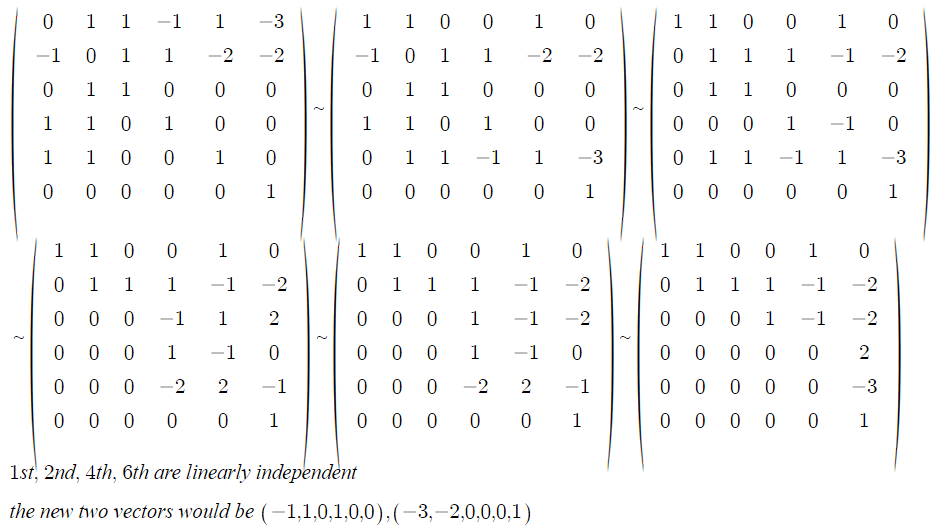 0 1 1 −1 1 −3 1 1 0 0 1 0 1 1 0 0 1 0
−1 0 1 1 −2 −2 −1 0 1 1 −2 −2 0 1 1 1 −1 −2
0 1 1 0 0 0 0 1 1 0 0 0 0 1 1 0 0 0
~ ~
1 1 0 1 0 0 1 1 0 1 0 0 0 0 0 1 −1 0
1 1 0 0 1 0 0 1 1 −1 1 −3 0 1 1 −1 1 −3
0 0 0 0 0 1 0 0 0 0 0 1 0 0 0 0 0 1
1 1 0 0 1 0 1 1 0 0 1 0 1 1 0 0 1 0
0 1 1 1 −1 −2 0 1 1 1 −1 −2 0 1 1 1 −1 −2
0 0 0 −1 1 2 0 0 0 1 −1 −2 0 0 0 1 −1 −2
~ ~ ~
0 0 0 1 −1 0 0 0 0 1 −1 0 0 0 0 0 0 2
0 0 0 −2 2 −1 0 0 0 −2 2 −1 0 0 0 0 0 −3
0 0 0 0 0 1 0 0 0 0 0 1 0 0 0 0 0 1
1st, 2nd, 4th, 6th are linearly independent
the new two vectors would be (−1,1,0,1,0,0),(−3,−2,0,0,0,1)